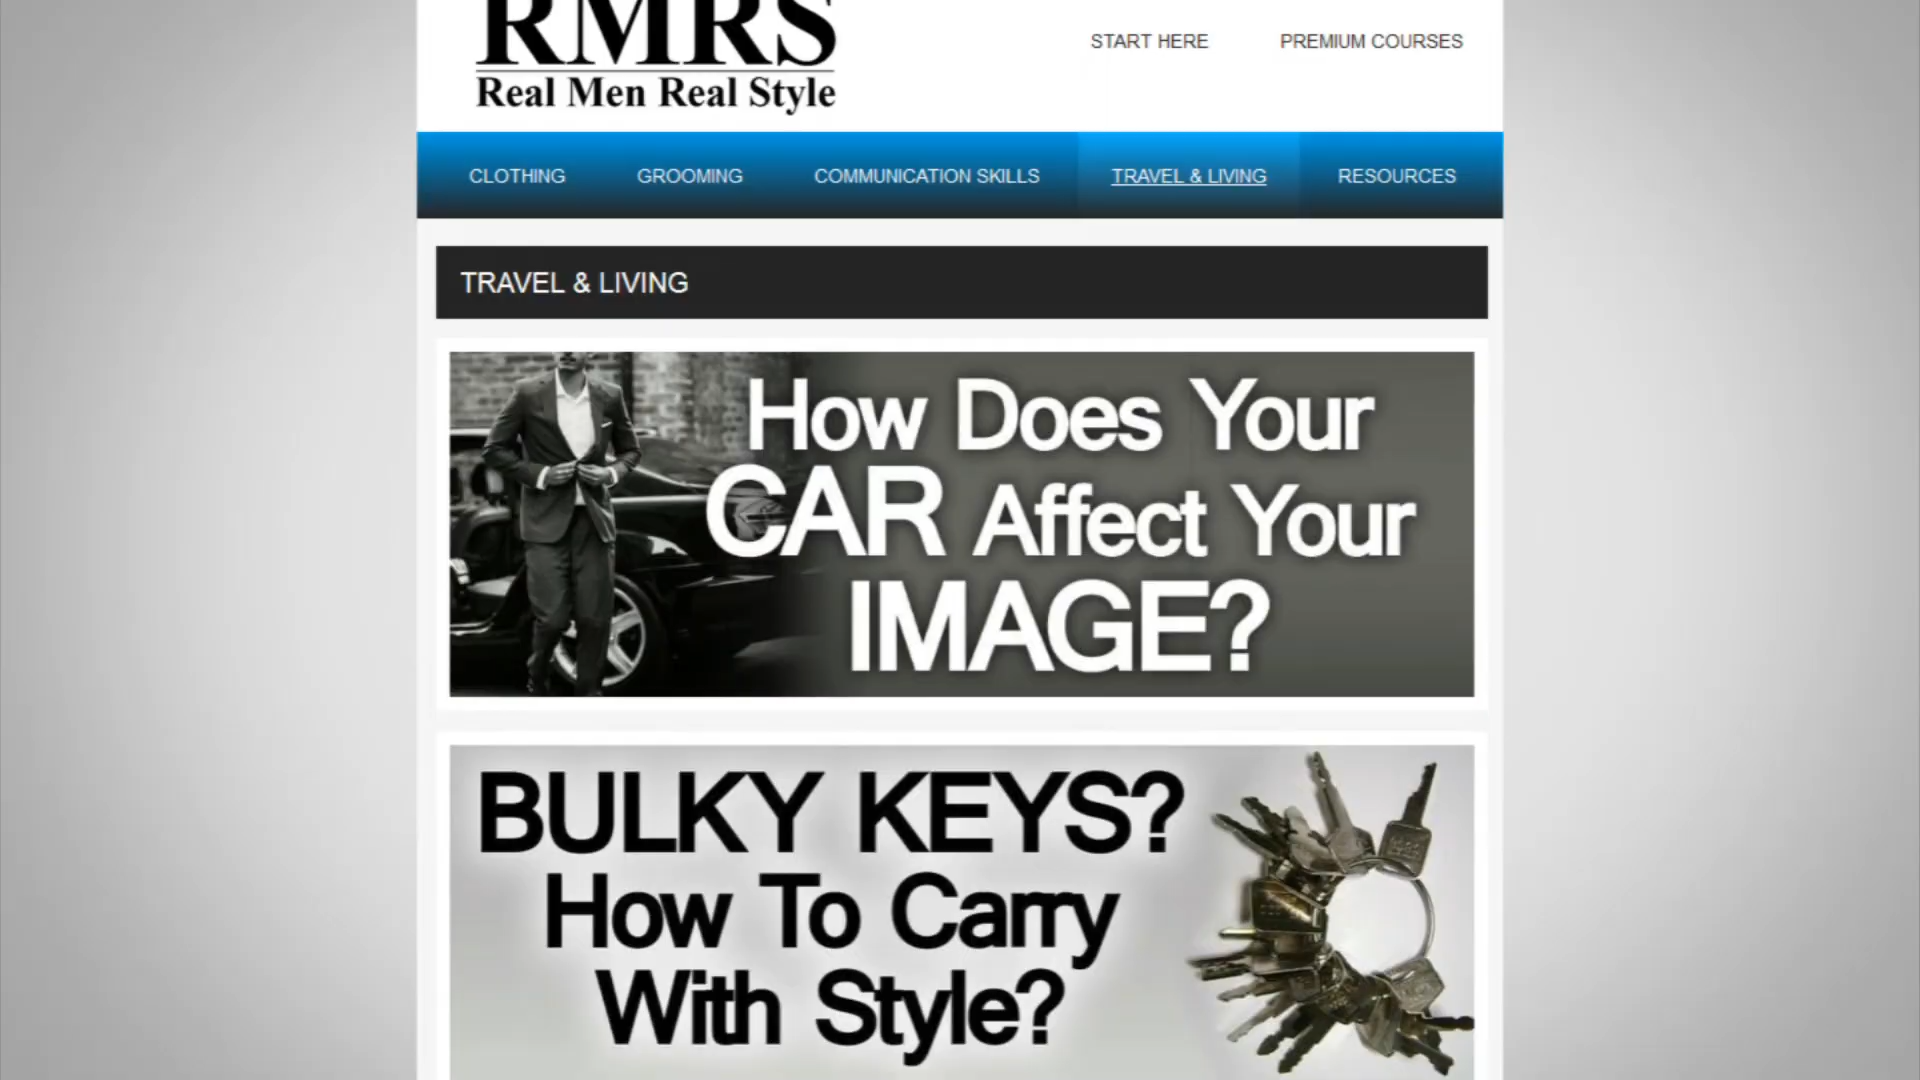 RMRS
Real Men Real Style
START HERE
PREMIUM COURSES
CLOTHING
GROOMING
COMMUNICATION SKILLS
TRAVEL & LIVING
RESOURCES
TRAVEL & LIVING
How Does Your
CAR Affect Your
IMAGE?
BULKY KEYS?
How To Carry
With Style?